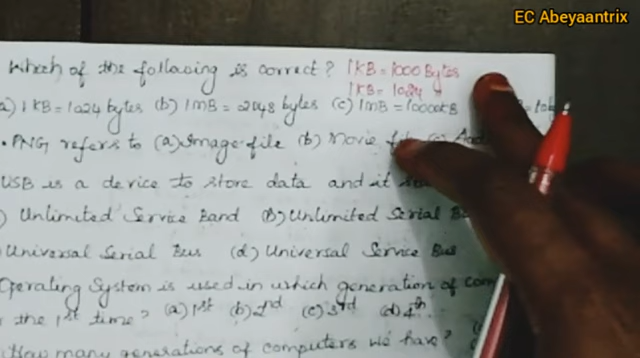 EC Abeyaantrix
Which of the following is correct? 1KB = 1000 Bytes
1KB = 1024 "
a) 1KB = 1024 bytes (b) 1MB = 2048 bytes (c) 1MB = 10000KB
. PNG refers to (a) Image file (b) Movie
USB is a device to store data and it
) Unlimited Service Band (b) Unlimited Serial
Universal Serial Bus (d) Universal Service Bus
Operating System is used in which generation of com
the 1st time? (a) 1st (b) 2nd (c) 3rd (d) 4th
How many generations of computers we have?